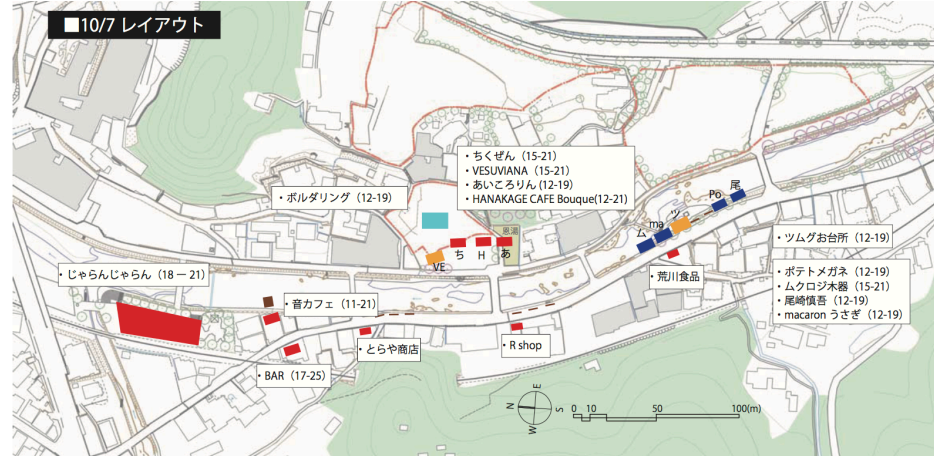 ■10/7 レイアウト
・ちくぜん（15-21）
・VESUVIANA（15-21）
・あいころりん（12-19）
・HANAKAGE CAFE Bouque(12-21)
・ボルダリング（12-19）
尾
Po
ツ
ma
ム
恩湯
VE
ち
H
あ
・ツムグお台所（12-19）
・じゃらんじゃらん（18 ー 21）
・荒川食品
・ポテトメガネ（12-19）
・ムクロジ木器（15-21）
・尾崎慎吾（12-19）
・macaron うさぎ（12-19）
・音カフェ（11-21）
・とらや商店
・R shop
・BAR（17-25）
N
E
S
W
0 10 50 100(m)